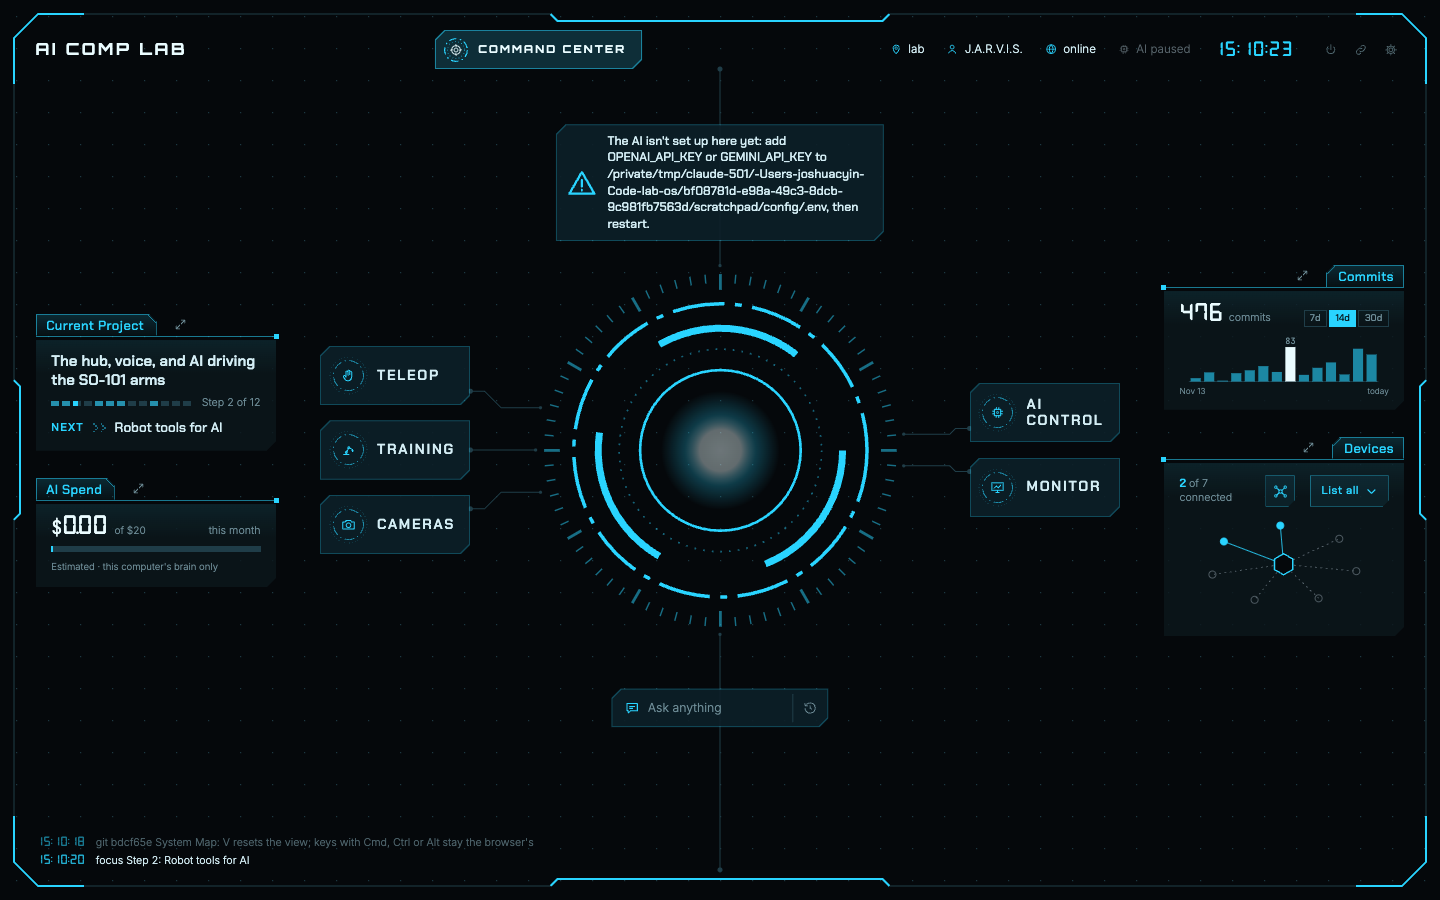 AI COMP LAB
COMMAND CENTER
lab
J.A.R.V.I.S.
online
AI paused
15:10:23
The AI isn't set up here yet: add
OPENAI_API_KEY or GEMINI_API_KEY to
/private/tmp/claude-501/-Users-joshuacyin-
Code-lab-os/bf08781d-e98a-49c3-8dcb-
9c981fb7563d/scratchpad/config/.env, then
restart.
Current Project
The hub, voice, and AI driving
the SO-101 arms
Step 2 of 12
NEXT Robot tools for AI
AI Spend
$0.00 of $20 this month
Estimated · this computer's brain only
TELEOP
TRAINING
CAMERAS
AI
CONTROL
MONITOR
Commits
476 commits
7d 14d 30d
83
Nov 13 today
Devices
2 of 7
connected
List all
Ask anything
15:10:18 git bdcf65e System Map: V resets the view; keys with Cmd, Ctrl or Alt stay the browser's
15:10:20 focus Step 2: Robot tools for AI